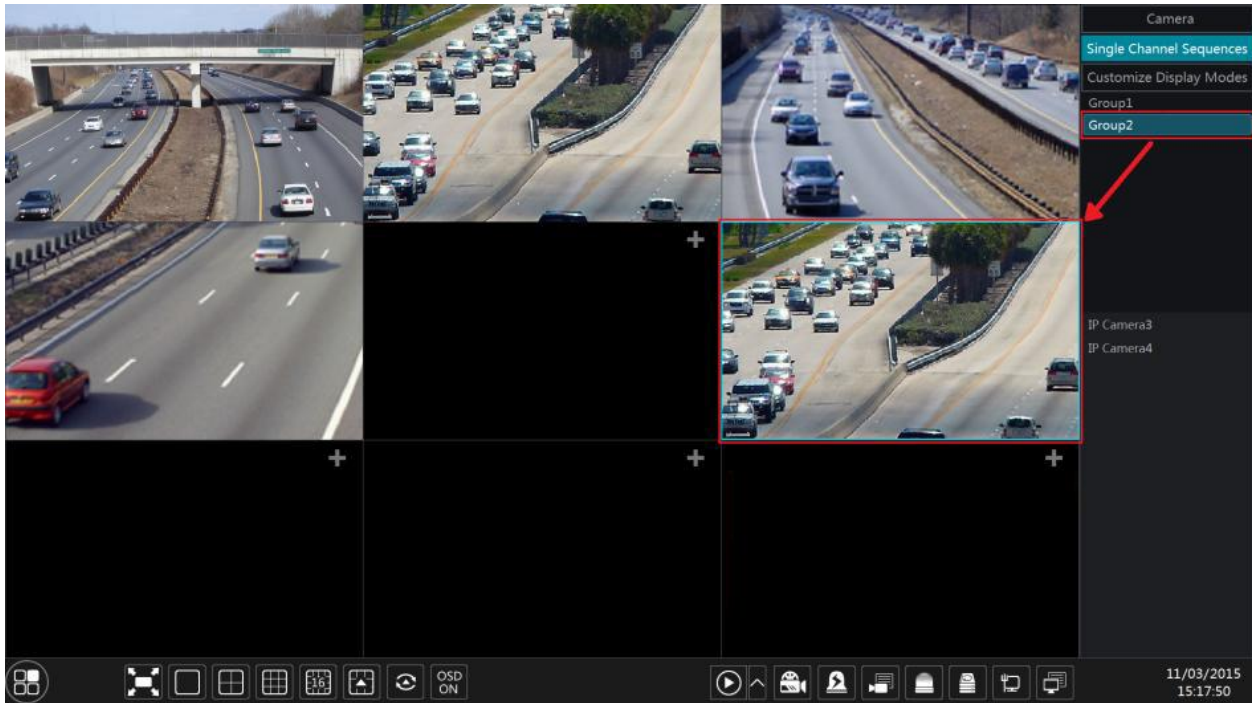 Camera
Single Channel Sequences
Customize Display Modes
Group1
Group2
IP Camera3
IP Camera4
16
OSD
ON
11/03/2015
15:17:50